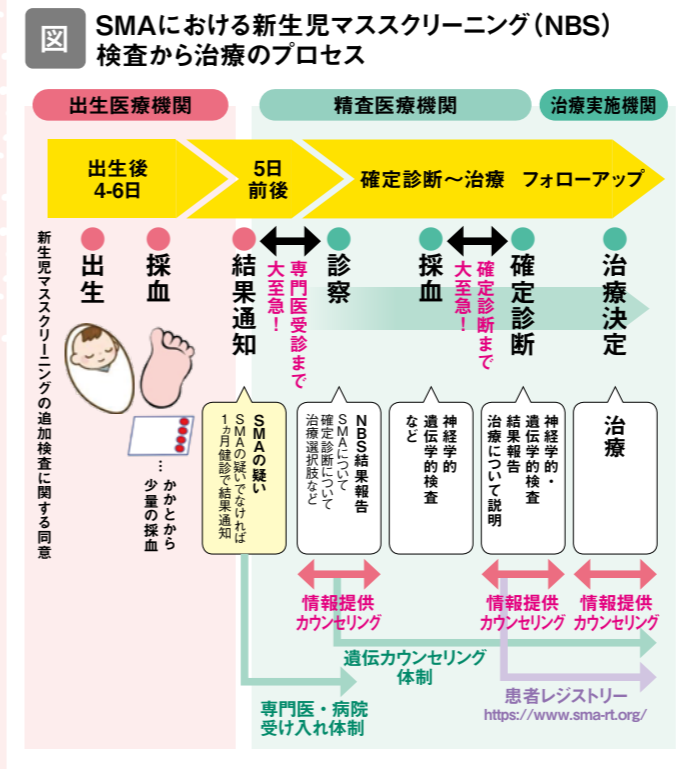 図
SMAにおける新生児マススクリーニング（NBS）
検査から治療のプロセス
出生医療機関
精査医療機関
治療実施機関
出生後
4-6日
5日
前後
確定診断～治療　フォローアップ
新生児マススクリーニングの追加検査に関する同意
出生
採血
結果通知
専門医受診まで
大至急！
診察
採血
確定診断まで
大至急！
確定診断
治療決定
…かかとから
少量の採血
SMAの疑い
SMAの疑いでなければ
1ヵ月健診で結果通知
NBS結果報告
SMAについて
確定診断について
治療選択肢など
神経学的
遺伝学的検査
など
神経学的・
遺伝学的検査
結果報告
治療について説明
治療
情報提供
カウンセリング
情報提供
カウンセリング
情報提供
カウンセリング
遺伝カウンセリング
体制
専門医・病院
受け入れ体制
患者レジストリー
https://www.sma-rt.org/